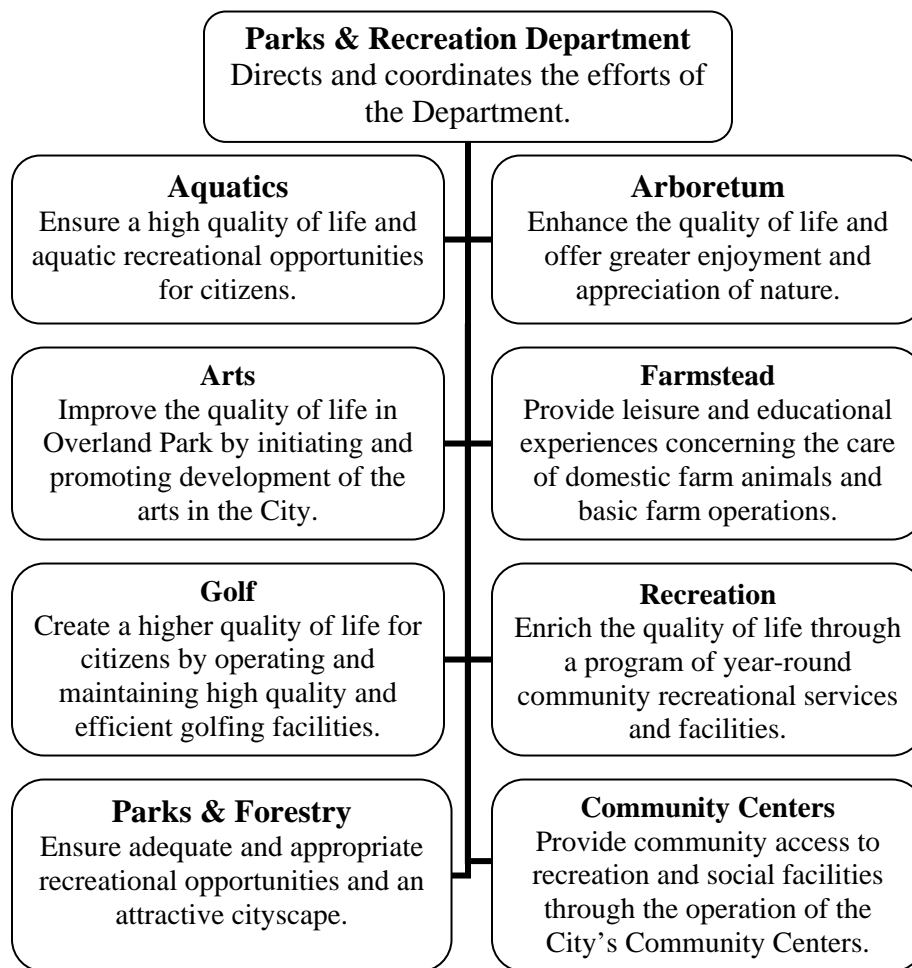 Parks & Recreation Department
Directs and coordinates the efforts of
the Department.
Aquatics
Ensure a high quality of life and
aquatic recreational opportunities
for citizens.
Arboretum
Enhance the quality of life and
offer greater enjoyment and
appreciation of nature.
Arts
Improve the quality of life in
Overland Park by initiating and
promoting development of the
arts in the City.
Farmstead
Provide leisure and educational
experiences concerning the care
of domestic farm animals and
basic farm operations.
Golf
Create a higher quality of life for
citizens by operating and
maintaining high quality and
efficient golfing facilities.
Recreation
Enrich the quality of life through
a program of year-round
community recreational services
and facilities.
Parks & Forestry
Ensure adequate and appropriate
recreational opportunities and an
attractive cityscape.
Community Centers
Provide community access to
recreation and social facilities
through the operation of the
City’s Community Centers.